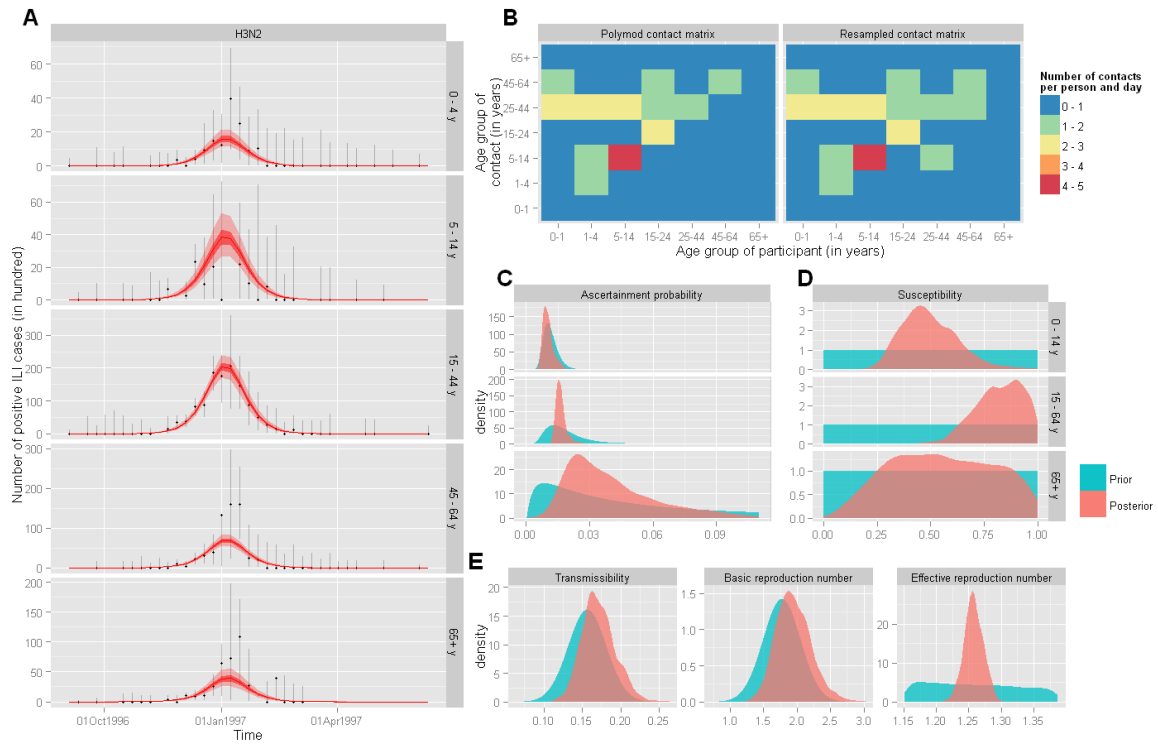 A
H3N2
Number of positive ILI cases (in hundred)
60
40
20
0
0 - 4 y
60
40
20
0
5 - 14 y
300
200
100
0
15 - 44 y
300
200
100
0
45 - 64 y
200
150
100
50
0
65+ y
01Oct1996
01Jan1997
01Apr1997
Time
B
Polymod contact matrix
Resampled contact matrix
Age group of
contact (in years)
65+
45-64
25-44
15-24
5-14
1-4
0-1
0-1
1-4
5-14
15-24
25-44
45-64
65+
0-1
1-4
5-14
15-24
25-44
45-64
65+
Age group of participant (in years)
Number of contacts
per person and day
0 - 1
1 - 2
2 - 3
3 - 4
4 - 5
C
Ascertainment probability
density
150
100
50
0
200
150
100
50
0
20
10
0
0.00
0.03
0.06
0.09
D
Susceptibility
3
2
1
0
0 - 14 y
3
2
1
0
15 - 64 y
1.0
0.5
0.0
65+ y
0.00
0.25
0.50
0.75
1.00
Prior
Posterior
E
Transmissibility
density
20
15
10
5
0
0.10
0.15
0.20
0.25
Basic reproduction number
1.5
1.0
0.5
0.0
1.0
1.5
2.0
2.5
3.0
Effective reproduction number
20
10
0
1.15
1.20
1.25
1.30
1.35